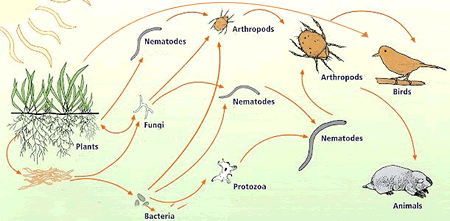 Nematodes
Arthropods
Arthropods
Birds
Nematodes
Fungi
Plants
Nematodes
Protozoa
Animals
Bacteria